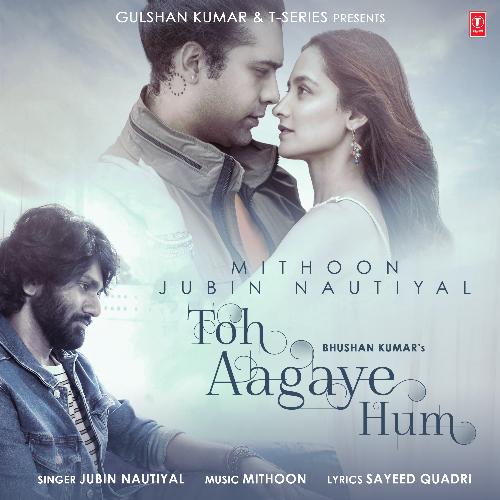 GULSHAN KUMAR & T-SERIES PRESENTS
T-SERIES
MITHOON
JUBIN NAUTIYAL
Toh
BHUSHAN KUMAR's
Aagaye
Hum
SINGER JUBIN NAUTIYAL MUSIC MITHOON LYRICS SAYEED QUADRI